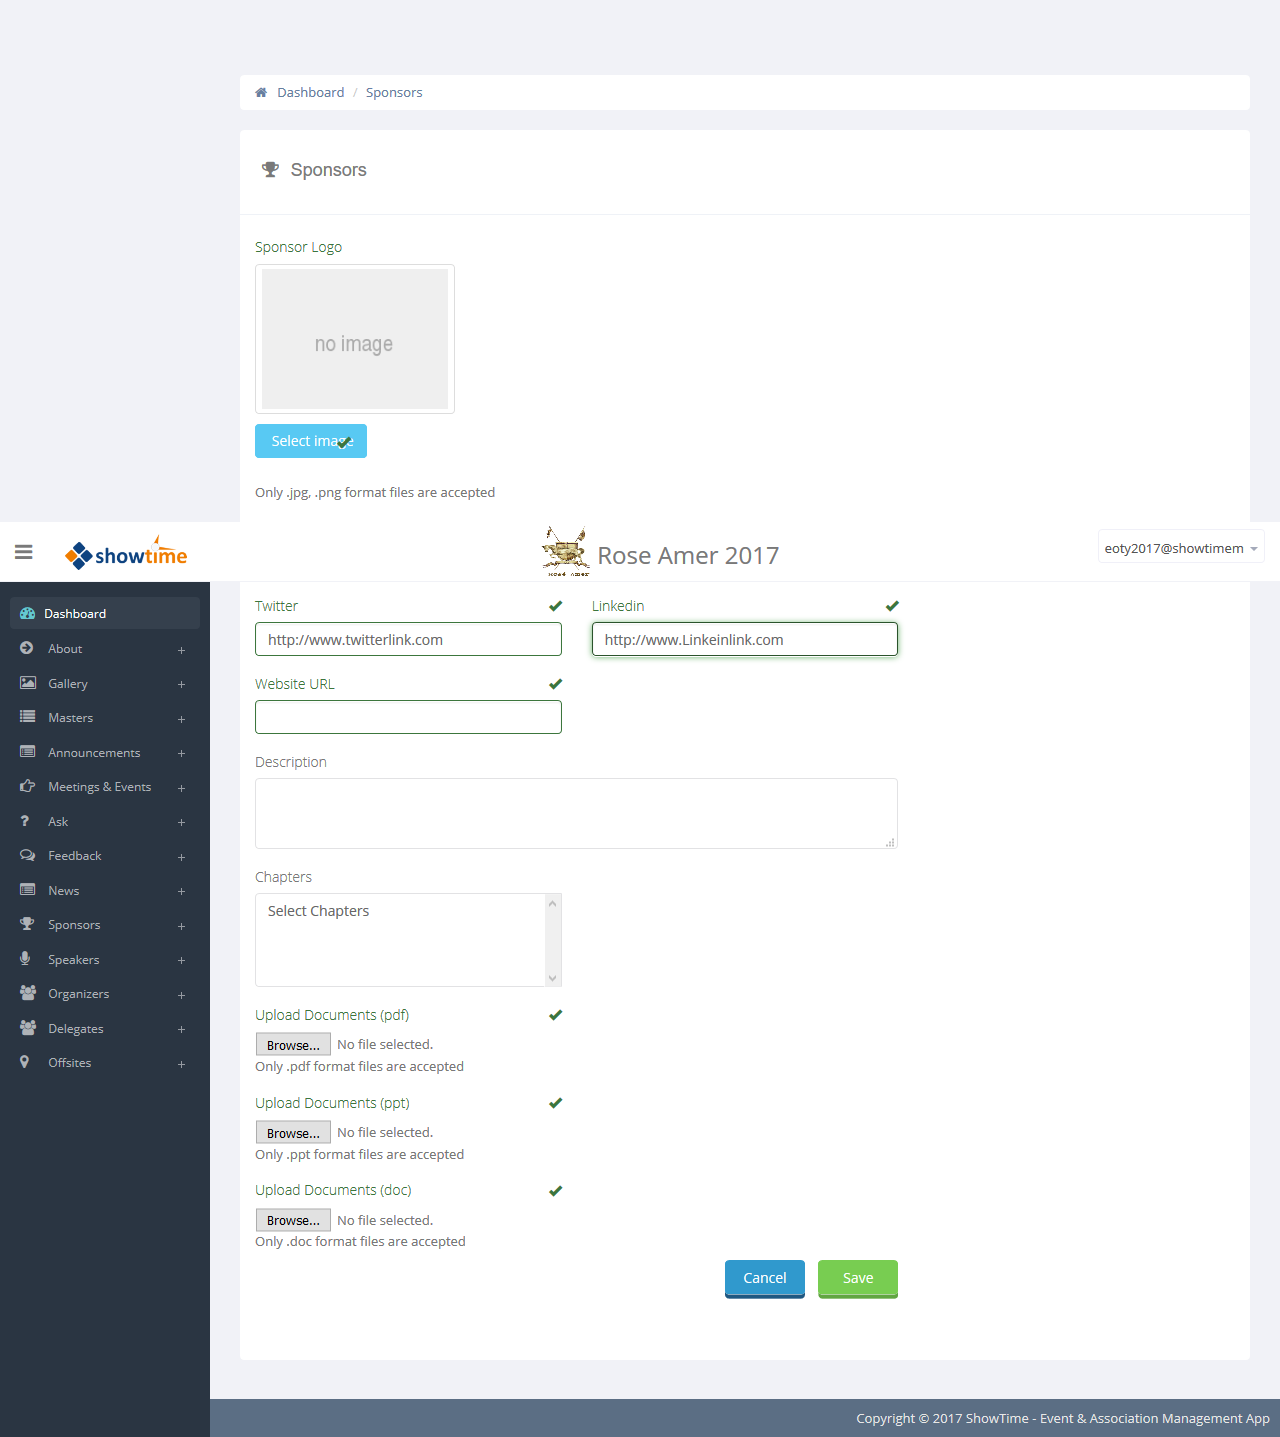 Dashboard / Sponsors
Sponsors
Sponsor Logo
no image
Select image
Only .jpg, .png format files are accepted
showtime
Rose Amer 2017
eoty2017@showtimem
Dashboard
About +
Gallery +
Masters +
Announcements +
Meetings & Events +
Ask +
Feedback +
News +
Sponsors +
Speakers +
Organizers +
Delegates +
Offsites +
Twitter
Linkedin
http://www.twitterlink.com
http://www.Linkeinlink.com
Website URL
Description
Chapters
Select Chapters
Upload Documents (pdf)
Browse... No file selected.
Only .pdf format files are accepted
Upload Documents (ppt)
Browse... No file selected.
Only .ppt format files are accepted
Upload Documents (doc)
Browse... No file selected.
Only .doc format files are accepted
Cancel
Save
Copyright © 2017 ShowTime - Event & Association Management App